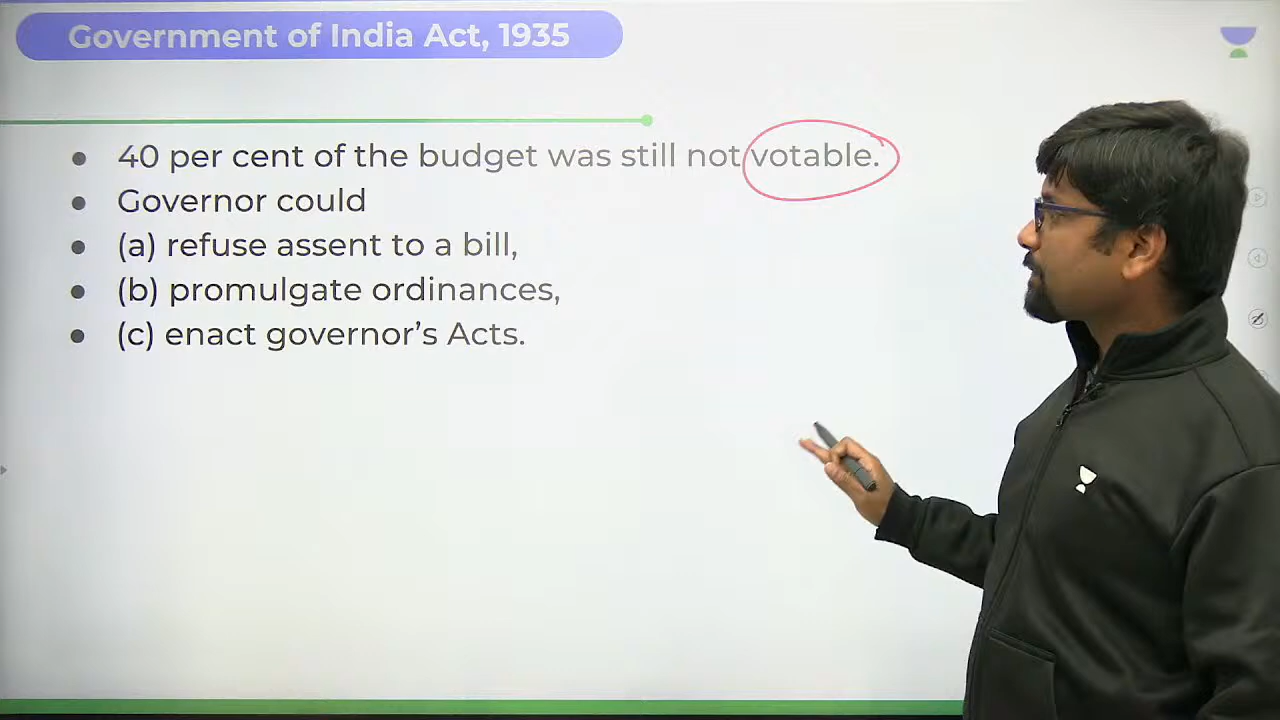 Government of India Act, 1935
● 40 per cent of the budget was still not votable.
● Governor could
● (a) refuse assent to a bill,
● (b) promulgate ordinances,
● (c) enact governor’s Acts.